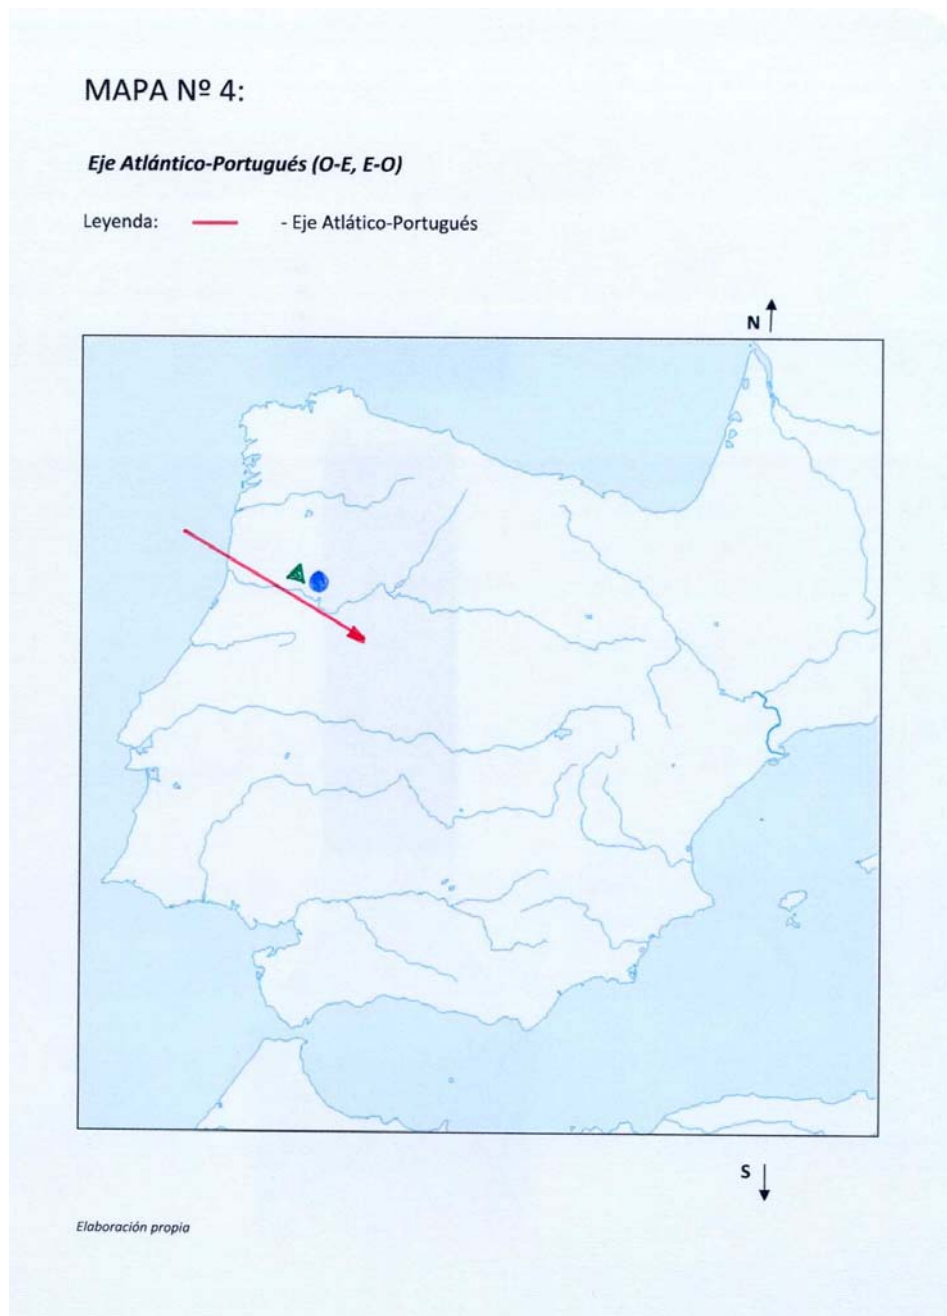 MAPA Nº 4:
Eje Atlántico-Portugués (O-E, E-O)
Leyenda: - Eje Atlático-Portugués
N
S
Elaboración propia